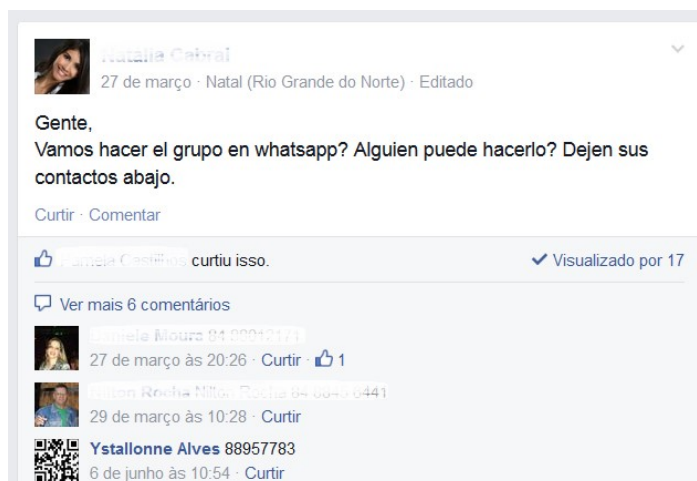 27 de março · Natal (Rio Grande do Norte) · Editado
Gente,
Vamos hacer el grupo en whatsapp? Alguien puede hacerlo? Dejen sus
contactos abajo.
Curtir · Comentar
curtiu isso.
Visualizado por 17
Ver mais 6 comentários
27 de março às 20:26 · Curtir · 1
29 de março às 10:28 · Curtir
Ystallonne Alves 88957783
6 de junho às 10:54 · Curtir